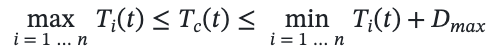 max T_i(t) ≤ T_c(t) ≤ min T_i(t) + D_max
i = 1 … n i = 1 … n